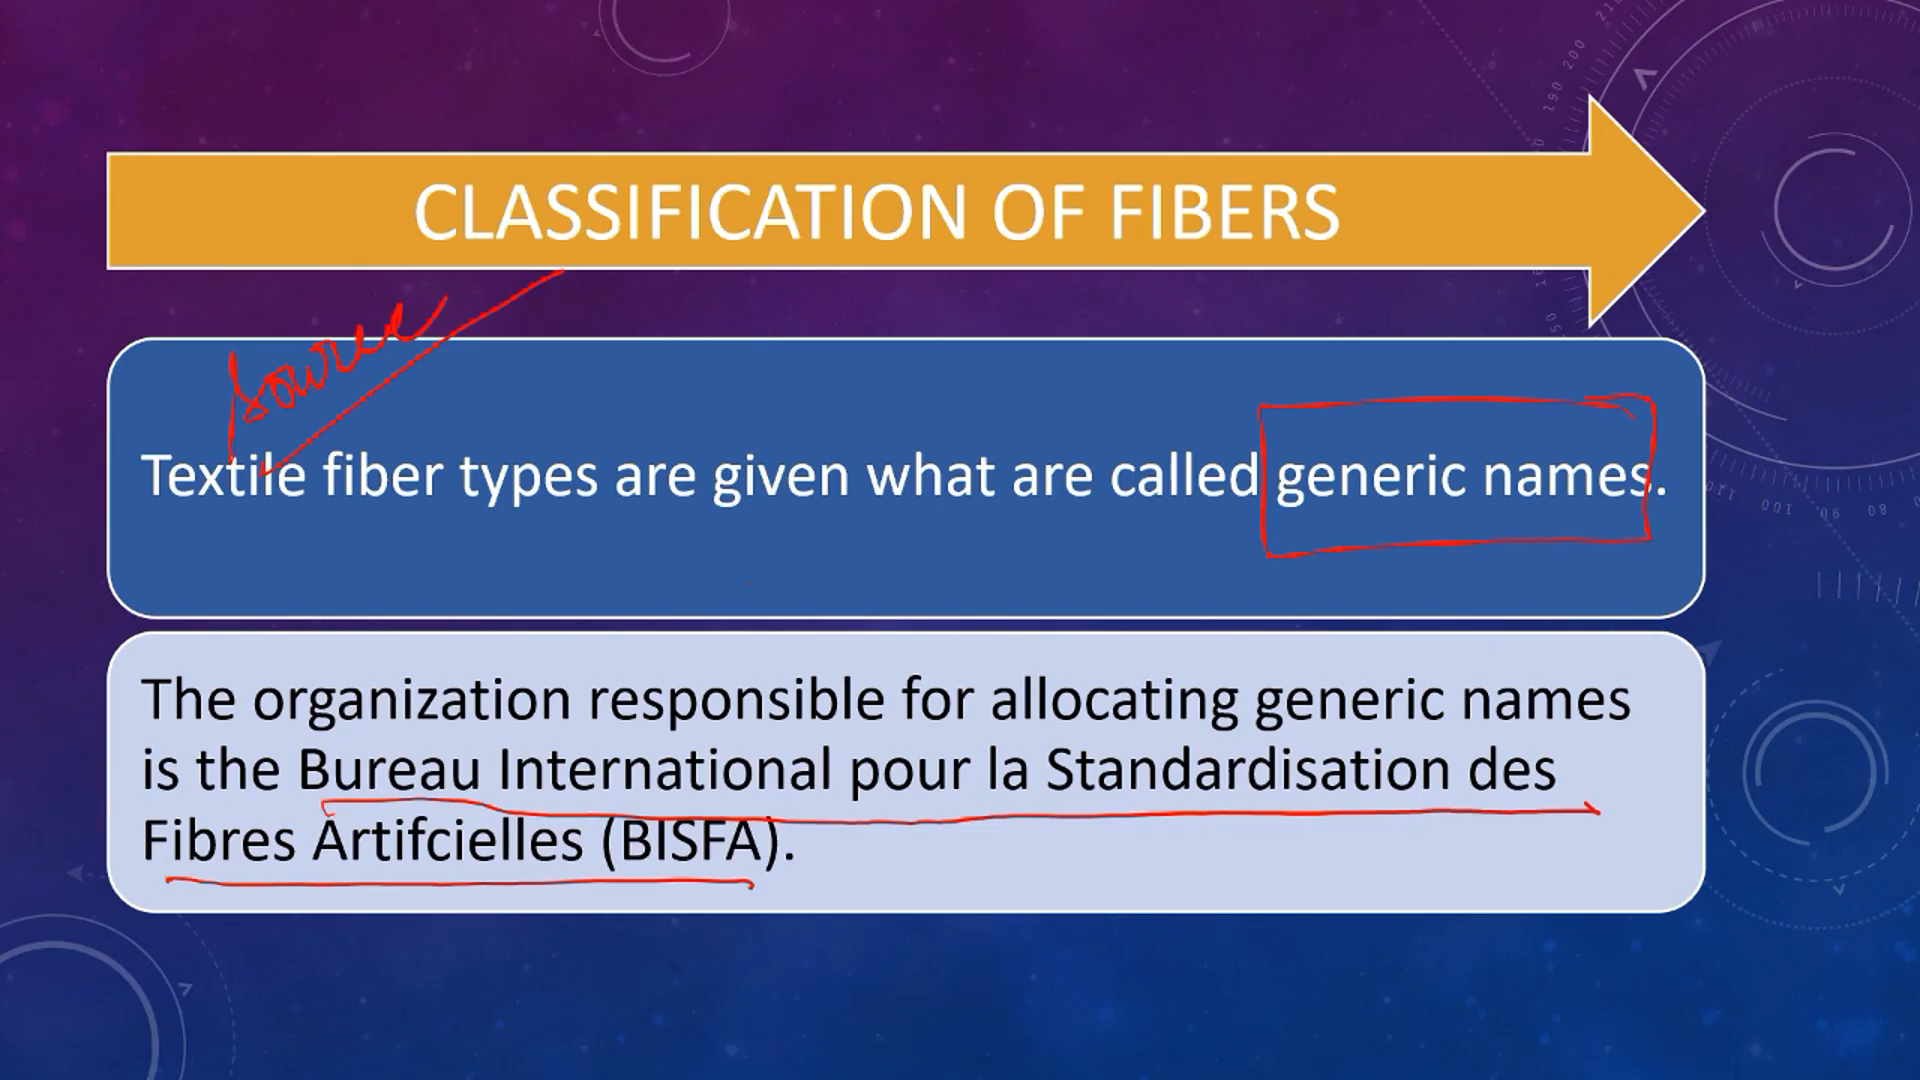 CLASSIFICATION OF FIBERS
Source
Textile fiber types are given what are called generic names.
The organization responsible for allocating generic names
is the Bureau International pour la Standardisation des
Fibres Artifcielles (BISFA).